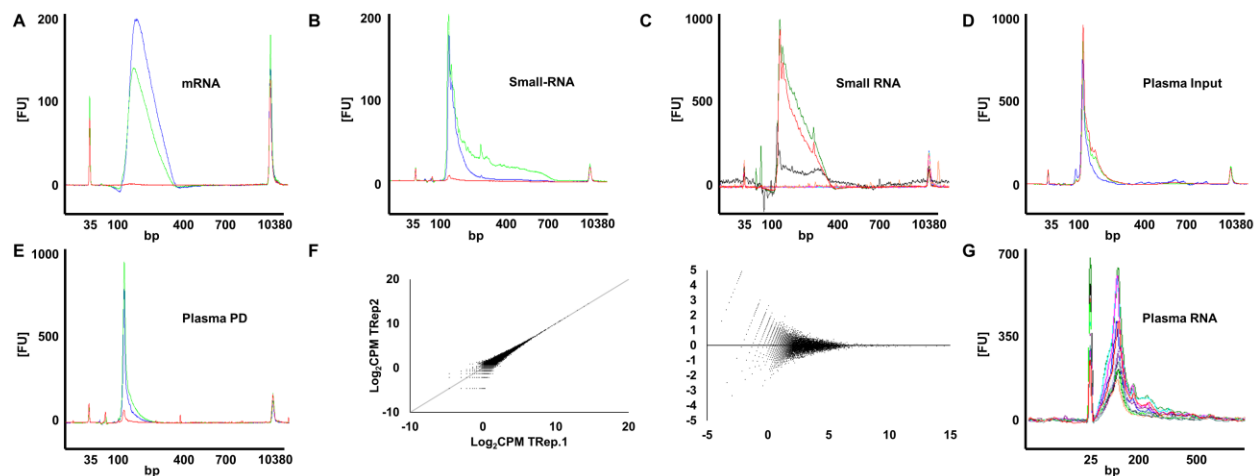 A
200
100
0
[FU]
mRNA
35 100 400 700 10380
bp
B
200
100
0
[FU]
Small-RNA
35 100 400 700 10380
bp
C
1000
500
0
[FU]
Small RNA
35 100 400 700 10380
bp
D
1000
500
0
[FU]
Plasma Input
35 100 400 700 10380
bp
E
1000
500
0
[FU]
Plasma PD
35 100 400 700 10380
bp
F
20
10
0
-10
Log₂CPM TRep2
-10 0 10 20
Log₂CPM TRep.1
5
4
3
2
1
0
-1
-2
-3
-4
-5
-5 0 5 10 15
G
700
350
0
[FU]
Plasma RNA
25 200 500
bp